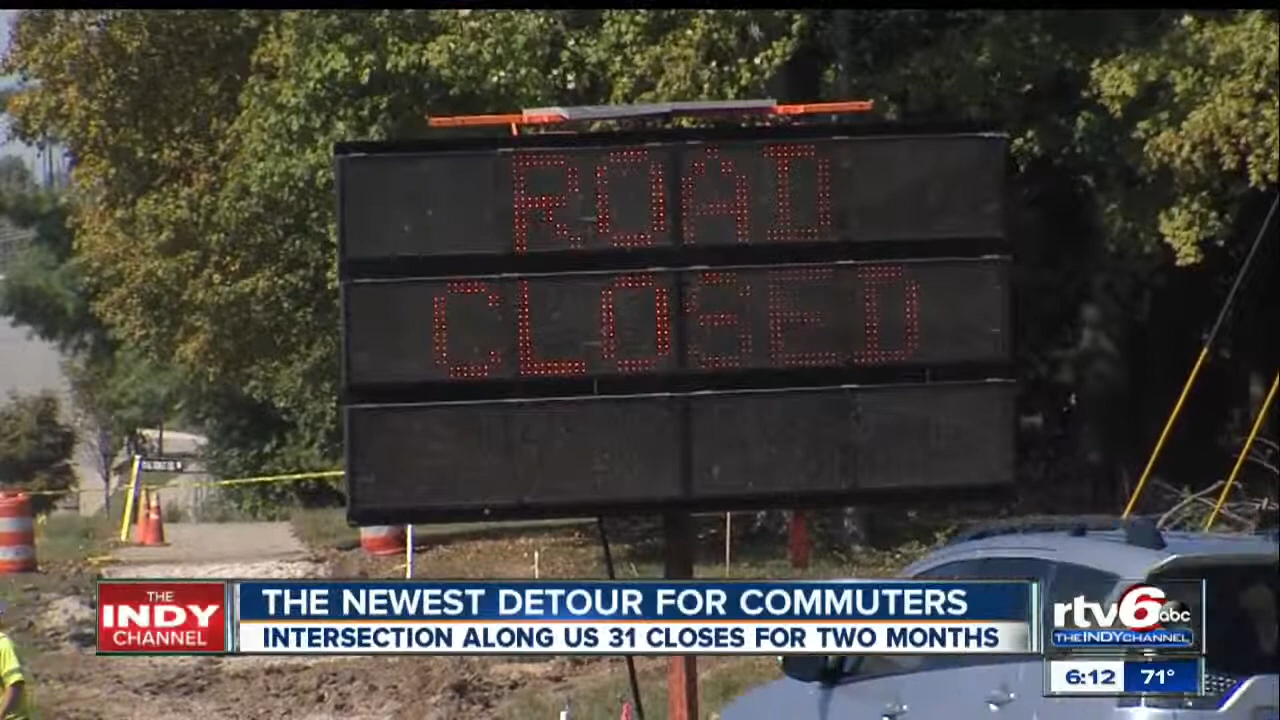 ROAD
CLOSED
THE
INDY
CHANNEL
THE NEWEST DETOUR FOR COMMUTERS
INTERSECTION ALONG US 31 CLOSES FOR TWO MONTHS
rtv6 abc
THE INDY CHANNEL
6:12 71°